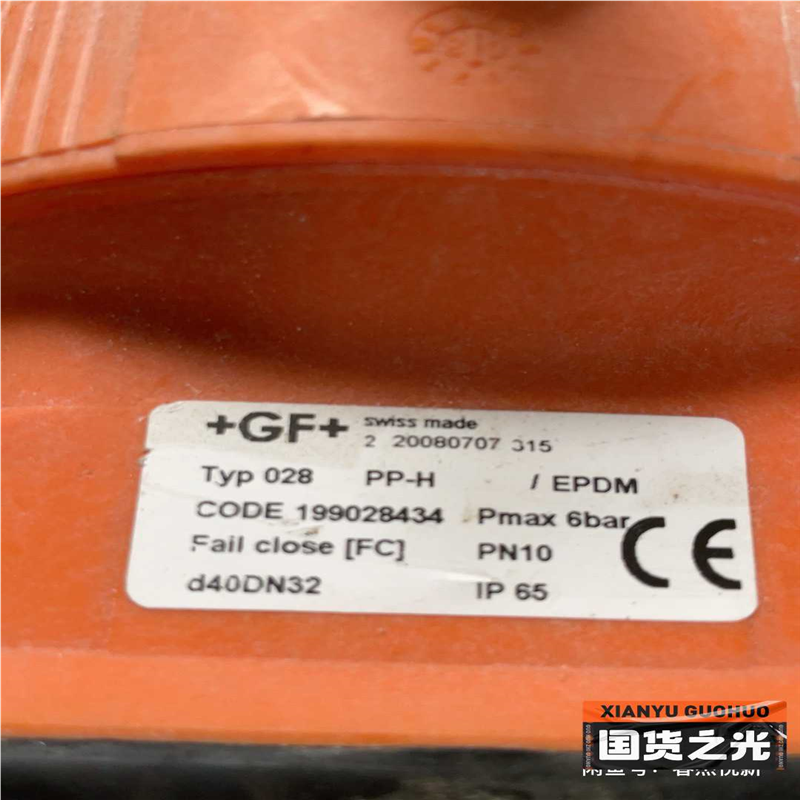 +GF+ swiss made
2 20080707 315
Typ 028 PP-H / EPDM
CODE 199028434 Pmax 6bar
Fail close [FC] PN10
d40DN32 IP 65
CE
XIANYU GUOHUO
国货之光